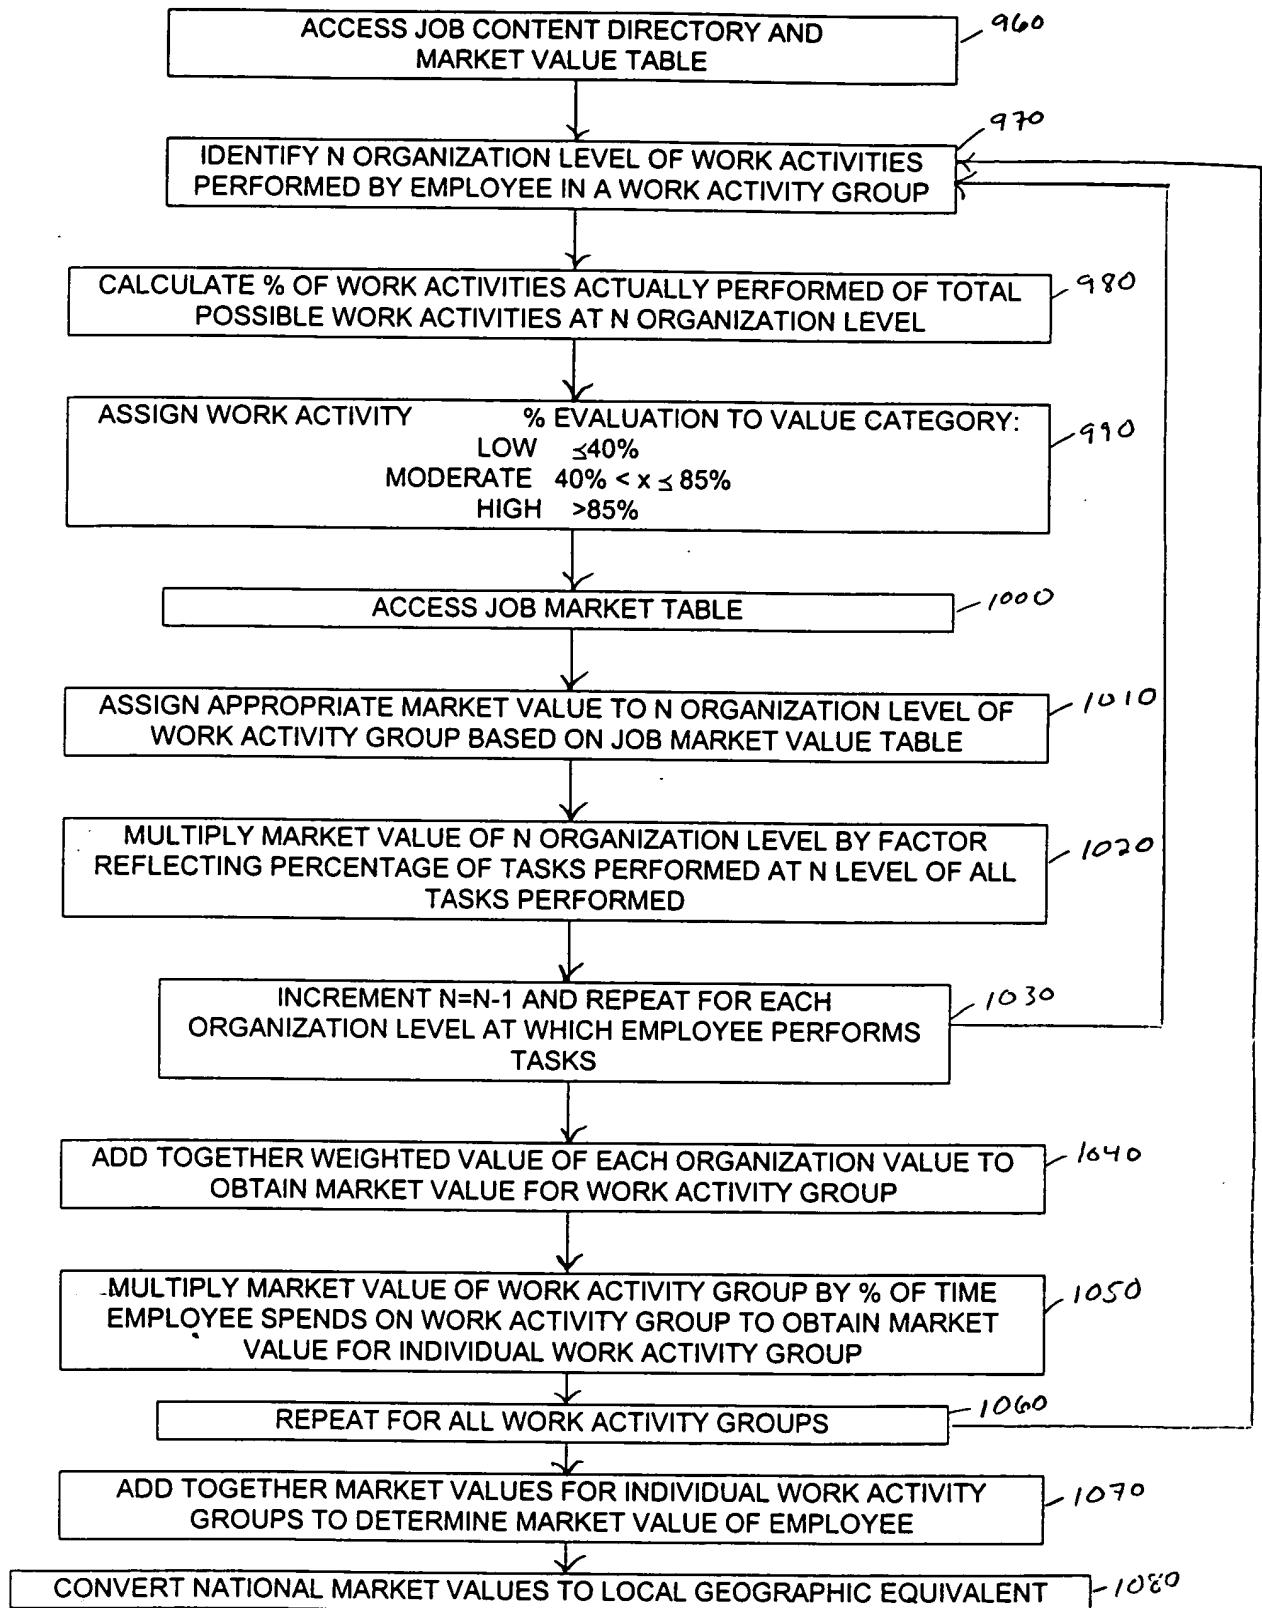 ACCESS JOB CONTENT DIRECTORY AND
MARKET VALUE TABLE
960
970
IDENTIFY N ORGANIZATION LEVEL OF WORK ACTIVITIES
PERFORMED BY EMPLOYEE IN A WORK ACTIVITY GROUP
CALCULATE % OF WORK ACTIVITIES ACTUALLY PERFORMED OF TOTAL
POSSIBLE WORK ACTIVITIES AT N ORGANIZATION LEVEL
980
ASSIGN WORK ACTIVITY % EVALUATION TO VALUE CATEGORY:
LOW ≤40%
MODERATE 40% < x ≤ 85%
HIGH >85%
990
ACCESS JOB MARKET TABLE
1000
ASSIGN APPROPRIATE MARKET VALUE TO N ORGANIZATION LEVEL OF
WORK ACTIVITY GROUP BASED ON JOB MARKET VALUE TABLE
1010
MULTIPLY MARKET VALUE OF N ORGANIZATION LEVEL BY FACTOR
REFLECTING PERCENTAGE OF TASKS PERFORMED AT N LEVEL OF ALL
TASKS PERFORMED
1020
INCREMENT N=N-1 AND REPEAT FOR EACH
ORGANIZATION LEVEL AT WHICH EMPLOYEE PERFORMS
TASKS
1030
ADD TOGETHER WEIGHTED VALUE OF EACH ORGANIZATION VALUE TO
OBTAIN MARKET VALUE FOR WORK ACTIVITY GROUP
1040
MULTIPLY MARKET VALUE OF WORK ACTIVITY GROUP BY % OF TIME
EMPLOYEE SPENDS ON WORK ACTIVITY GROUP TO OBTAIN MARKET
VALUE FOR INDIVIDUAL WORK ACTIVITY GROUP
1050
REPEAT FOR ALL WORK ACTIVITY GROUPS
1060
ADD TOGETHER MARKET VALUES FOR INDIVIDUAL WORK ACTIVITY
GROUPS TO DETERMINE MARKET VALUE OF EMPLOYEE
1070
CONVERT NATIONAL MARKET VALUES TO LOCAL GEOGRAPHIC EQUIVALENT
1080